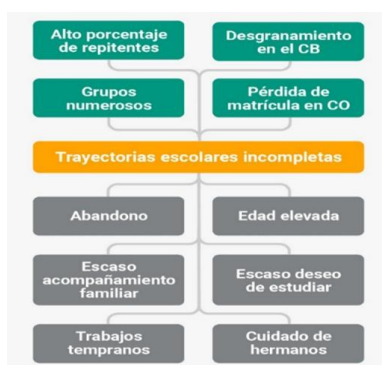 Alto porcentaje
de repitentes
Desgranamiento
en el CB
Grupos
numerosos
Pérdida de
matrícula en CO
Trayectorias escolares incompletas
Abandono
Edad elevada
Escaso
acompañamiento
familiar
Escaso deseo
de estudiar
Trabajos
tempranos
Cuidado de
hermanos